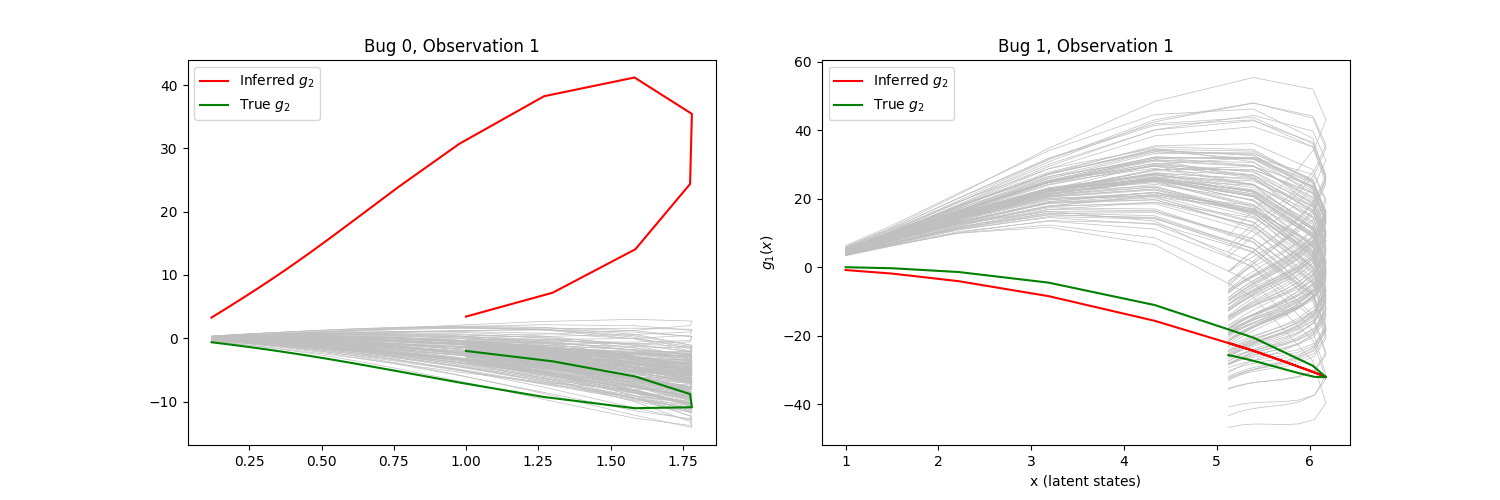 Bug 0, Observation 1
Inferred g₂
True g₂
40
30
20
10
0
−10
0.25 0.50 0.75 1.00 1.25 1.50 1.75
Bug 1, Observation 1
Inferred g₂
True g₂
60
40
20
0
−20
−40
g₁(x)
1 2 3 4 5 6
x (latent states)